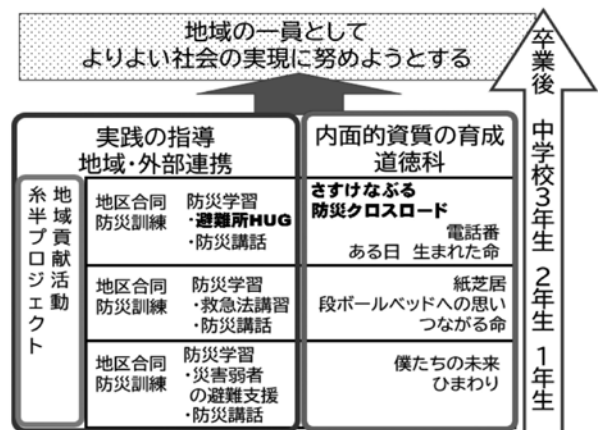 地域の一員として
よりよい社会の実現に努めようとする
実践の指導
地域・外部連携
内面的資質の育成
道徳科
地域貢献活動
糸半プロジェクト
地区合同
防災訓練
防災学習
・避難所HUG
・防災講話
さすけなぶる
防災クロスロード
電話番
ある日 生まれた命
地区合同
防災訓練
防災学習
・救急法講習
・防災講話
紙芝居
段ボールベッドへの思い
つながる命
地区合同
防災訓練
防災学習
・災害弱者
の避難支援
・防災講話
僕たちの未来
ひまわり
卒業後 中学校3年生 2年生 1年生